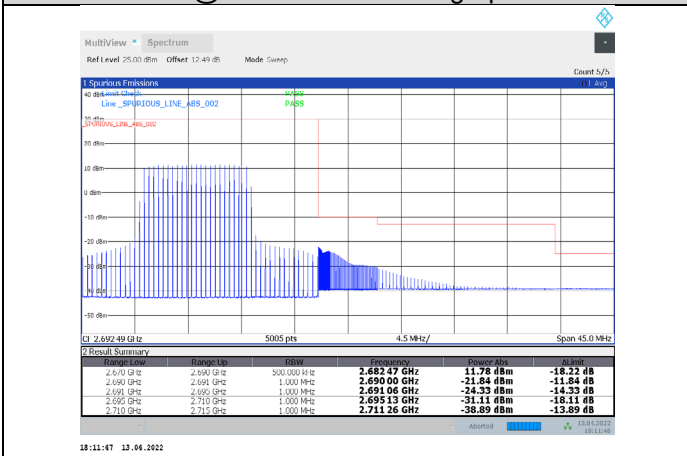 MultiView Spectrum
Ref Level 25.00 dBm Offset 12.49 dB Mode Sweep
Count 5/5
1 Spurious Emissions 1 Avg
40 dBm Limit Check PASS
Line _SPURIOUS_LINE_ABS_002 PASS
30 dBm
_SPURIOUS_LINE_ABS_002
20 dBm
10 dBm
0 dBm
-10 dBm
-20 dBm
-30 dBm
-40 dBm
-50 dBm
CF 2.692 49 GHz 5005 pts 4.5 MHz/ Span 45.0 MHz
2 Result Summary
Range Low Range Up RBW Frequency Power Abs ΔLimit
2.670 GHz 2.690 GHz 500.000 kHz 2.682 47 GHz 11.78 dBm -18.22 dB
2.690 GHz 2.691 GHz 1.000 MHz 2.690 00 GHz -21.84 dBm -11.84 dB
2.691 GHz 2.695 GHz 1.000 MHz 2.691 06 GHz -24.33 dBm -14.33 dB
2.695 GHz 2.710 GHz 1.000 MHz 2.695 13 GHz -31.11 dBm -18.11 dB
2.710 GHz 2.715 GHz 1.000 MHz 2.711 26 GHz -38.89 dBm -13.89 dB
Aborted 13.04.2022
18:11:46
18:11:47 13.04.2022